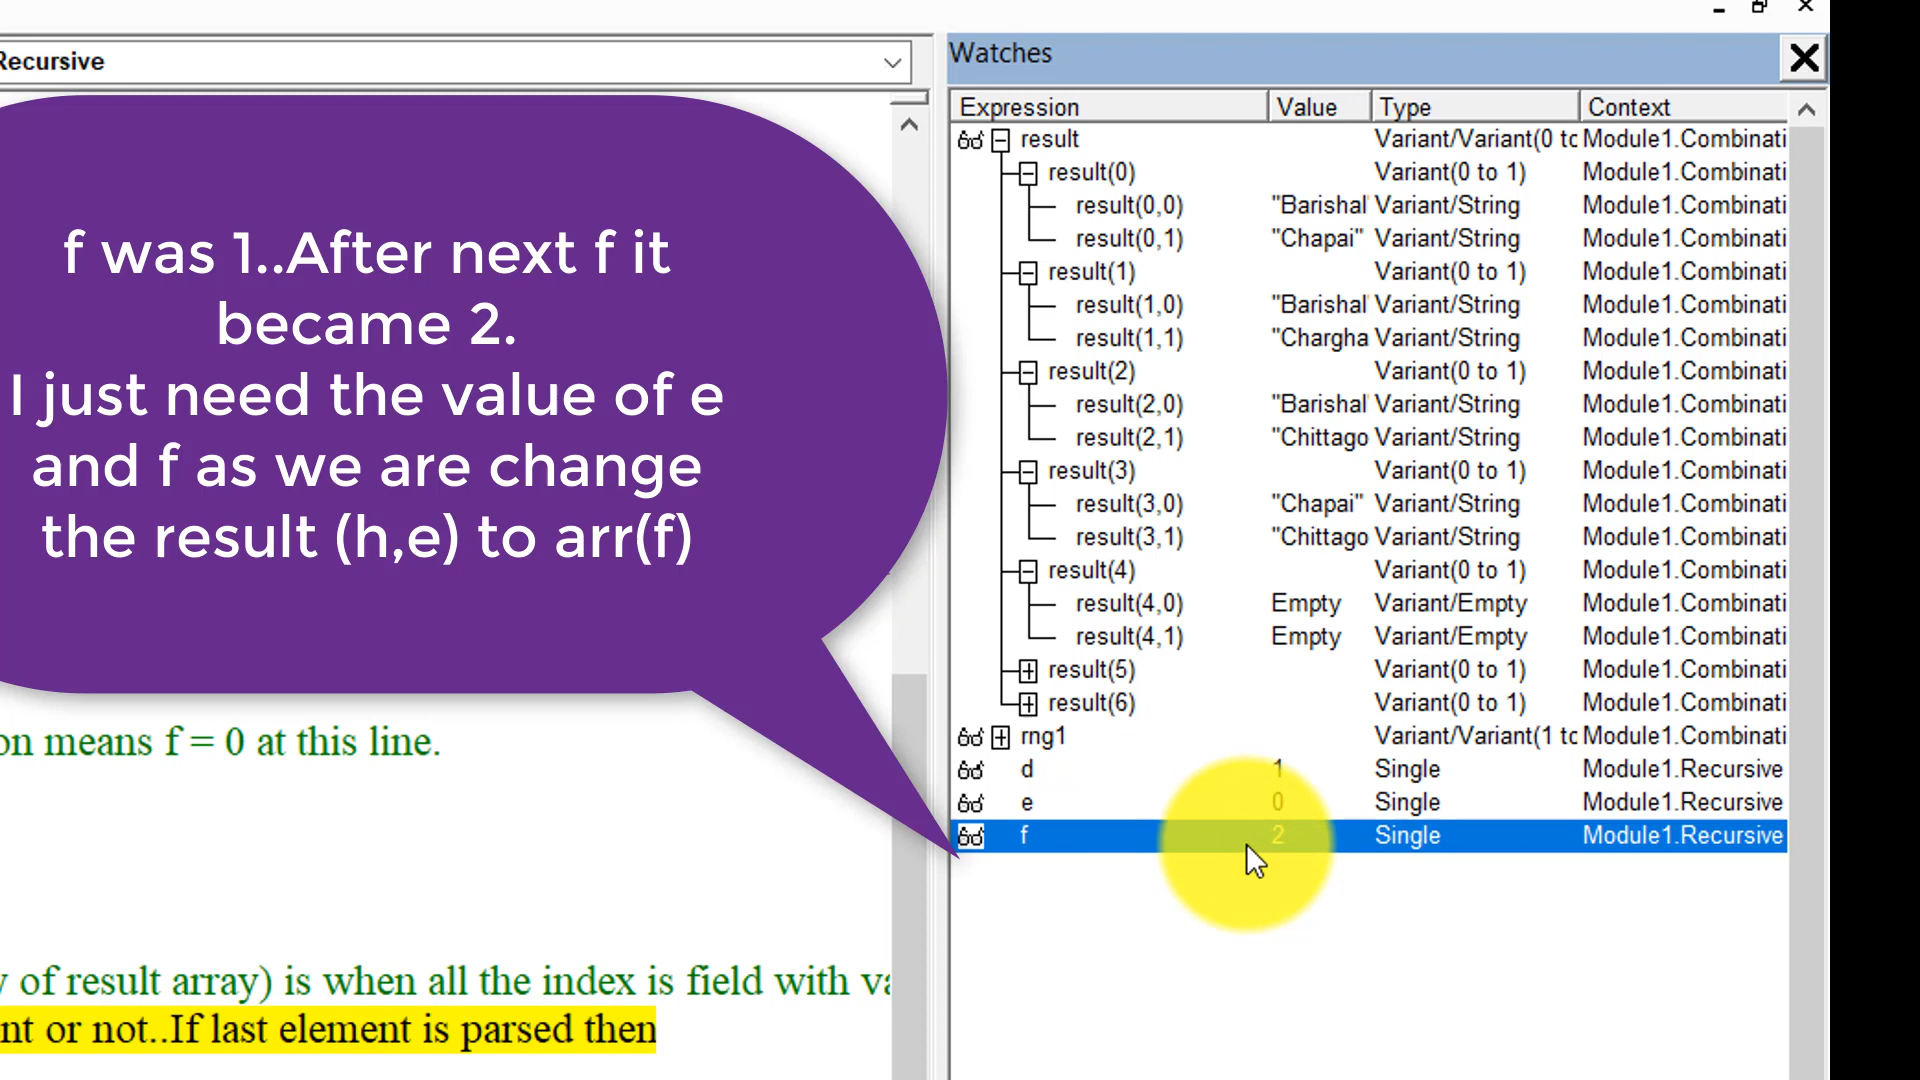 Recursive
Watches
Expression Value Type Context
result Variant/Variant(0 tc Module1.Combinati
result(0) Variant(0 to 1) Module1.Combinati
result(0,0) "Barishal" Variant/String Module1.Combinati
result(0,1) "Chapai" Variant/String Module1.Combinati
result(1) Variant(0 to 1) Module1.Combinati
result(1,0) "Barishal" Variant/String Module1.Combinati
result(1,1) "Chargha Variant/String Module1.Combinati
result(2) Variant(0 to 1) Module1.Combinati
result(2,0) "Barishal" Variant/String Module1.Combinati
result(2,1) "Chittago Variant/String Module1.Combinati
result(3) Variant(0 to 1) Module1.Combinati
result(3,0) "Chapai" Variant/String Module1.Combinati
result(3,1) "Chittago Variant/String Module1.Combinati
result(4) Variant(0 to 1) Module1.Combinati
result(4,0) Empty Variant/Empty Module1.Combinati
result(4,1) Empty Variant/Empty Module1.Combinati
result(5) Variant(0 to 1) Module1.Combinati
result(6) Variant(0 to 1) Module1.Combinati
rng1 Variant/Variant(1 tc Module1.Combinati
d 1 Single Module1.Recursive
e 0 Single Module1.Recursive
f 2 Single Module1.Recursive
f was 1..After next f it
became 2.
I just need the value of e
and f as we are change
the result (h,e) to arr(f)
on means f = 0 at this line.
y of result array) is when all the index is field with va
nt or not..If last element is parsed then